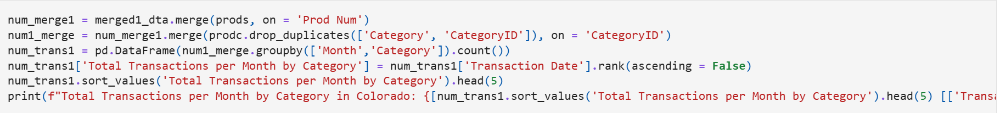 num_merge1 = merged1_dta.merge(prods, on = 'Prod Num')
num1_merge = num_merge1.merge(prodc.drop_duplicates(['Category', 'CategoryID']), on = 'CategoryID')
num_trans1 = pd.DataFrame(num1_merge.groupby(['Month','Category']).count())
num_trans1['Total Transactions per Month by Category'] = num_trans1['Transaction Date'].rank(ascending = False)
num_trans1.sort_values('Total Transactions per Month by Category').head(5)
print(f"Total Transactions per Month by Category in Colorado: {[num_trans1.sort_values('Total Transactions per Month by Category').head(5) [['Transa